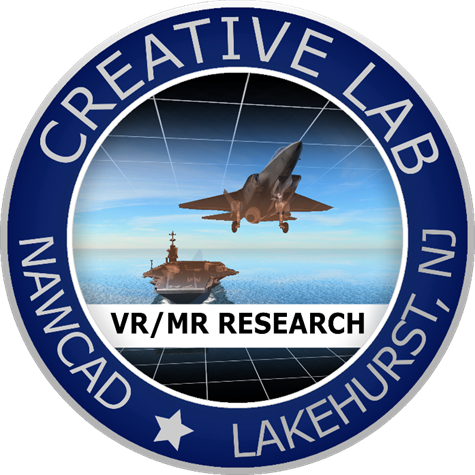 CREATIVE LAB
VR/MR RESEARCH
NAWCAD
LAKEHURST, NJ